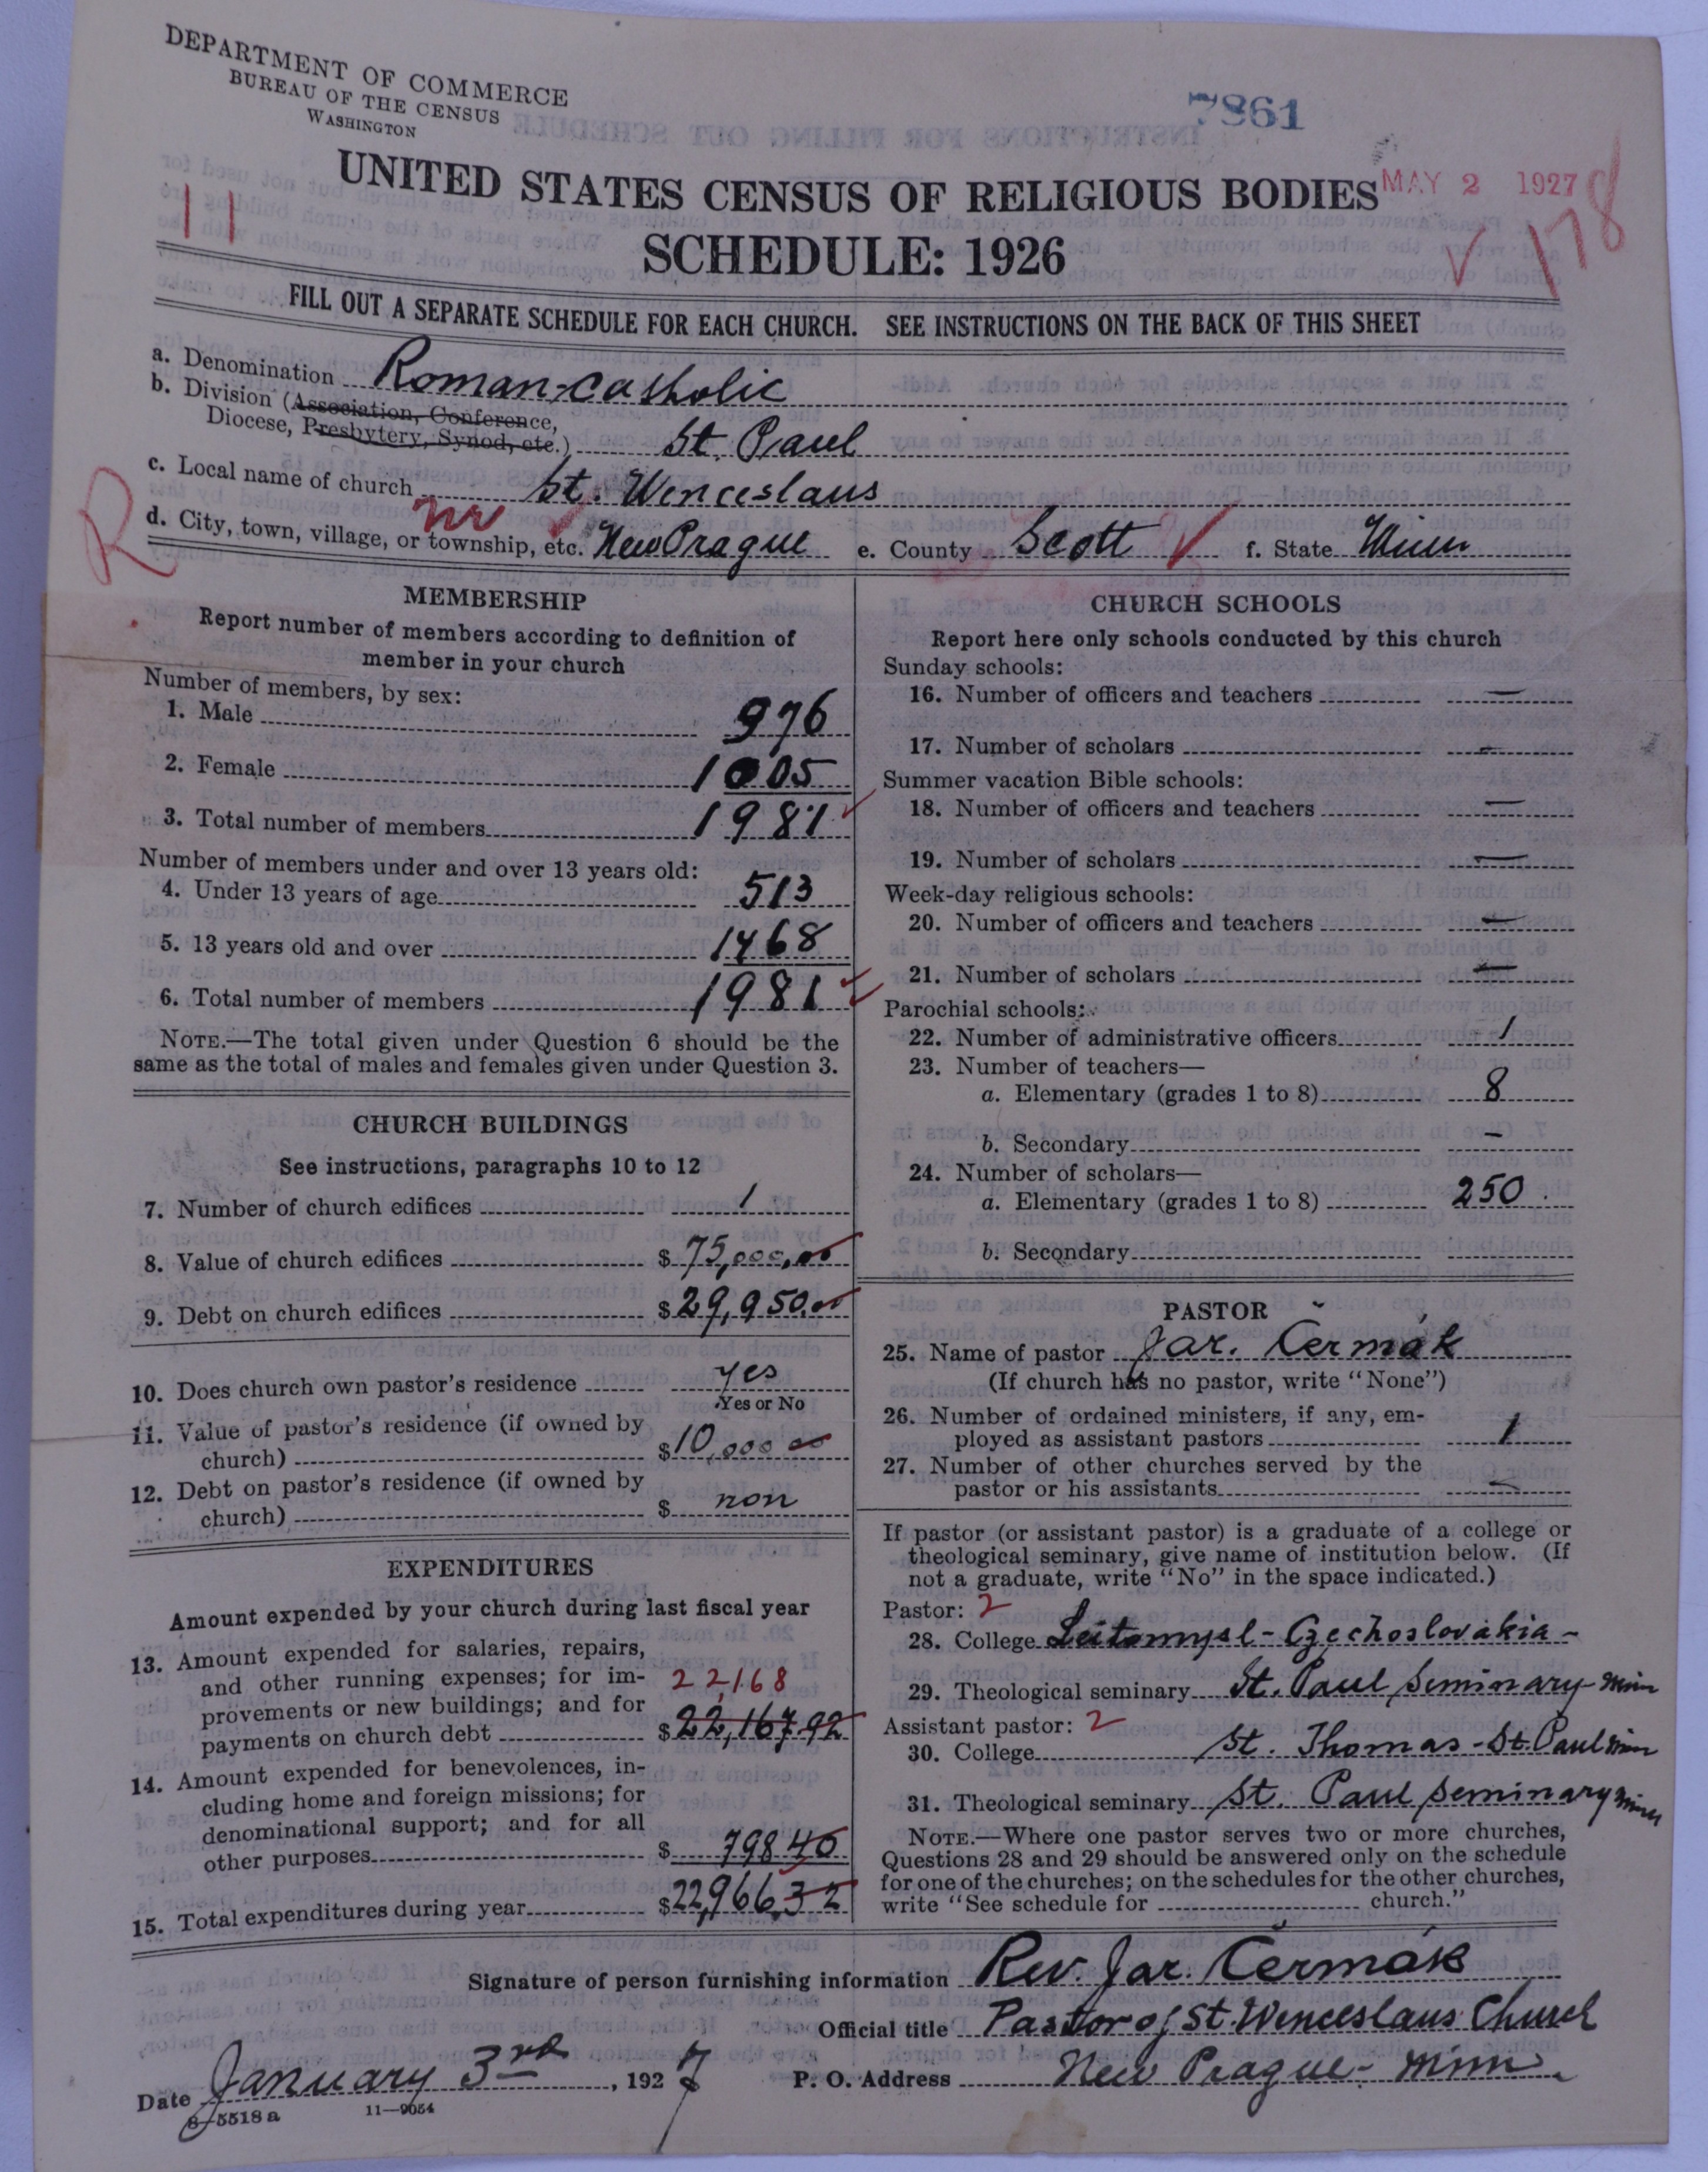 DEPARTMENT OF COMMERCE
BUREAU OF THE CENSUS
WASHINGTON
7861
UNITED STATES CENSUS OF RELIGIOUS BODIES
MAY 2 1927
11
SCHEDULE: 1926
178
FILL OUT A SEPARATE SCHEDULE FOR EACH CHURCH. SEE INSTRUCTIONS ON THE BACK OF THIS SHEET
a. Denomination Roman-Catholic
b. Division (Association, Conference,
Diocese, Presbytery, Synod, etc.) St. Paul
c. Local name of church St. Wenceslaus
R
nr
d. City, town, village, or township, etc. New Prague e. County Scott f. State Minn
MEMBERSHIP
Report number of members according to definition of
member in your church
Number of members, by sex:
1. Male 976
2. Female 1005
3. Total number of members 1981
Number of members under and over 13 years old:
4. Under 13 years of age 513
5. 13 years old and over 1468
6. Total number of members 1981
NOTE.—The total given under Question 6 should be the
same as the total of males and females given under Question 3.
CHURCH BUILDINGS
See instructions, paragraphs 10 to 12
7. Number of church edifices 1
8. Value of church edifices $ 75,000,00
9. Debt on church edifices $ 29,950.00
10. Does church own pastor's residence yes
Yes or No
11. Value of pastor's residence (if owned by
church) $ 10,000 00
12. Debt on pastor's residence (if owned by
church) $ non
EXPENDITURES
Amount expended by your church during last fiscal year
13. Amount expended for salaries, repairs,
and other running expenses; for im-
22168
provements or new buildings; and for
payments on church debt $ 22,167.92
14. Amount expended for benevolences, in-
cluding home and foreign missions; for
denominational support; and for all
other purposes $ 798 40
15. Total expenditures during year $ 22,966.32
CHURCH SCHOOLS
Report here only schools conducted by this church
Sunday schools:
16. Number of officers and teachers —
17. Number of scholars —
Summer vacation Bible schools:
18. Number of officers and teachers —
19. Number of scholars —
Week-day religious schools:
20. Number of officers and teachers —
21. Number of scholars —
Parochial schools:
22. Number of administrative officers 1
23. Number of teachers—
a. Elementary (grades 1 to 8) 8
b. Secondary —
24. Number of scholars—
a. Elementary (grades 1 to 8) 250
b. Secondary
PASTOR
25. Name of pastor Jar. Čermák
(If church has no pastor, write "None")
26. Number of ordained ministers, if any, em-
ployed as assistant pastors 1
27. Number of other churches served by the
pastor or his assistants —
If pastor (or assistant pastor) is a graduate of a college or
theological seminary, give name of institution below. (If
not a graduate, write "No" in the space indicated.)
Pastor: 2
28. College Leitomysl - Czechoslovakia -
29. Theological seminary St. Paul Seminary - Minn
Assistant pastor: 2
30. College St. Thomas - St. Paul Minn
31. Theological seminary St. Paul Seminary Minn
NOTE.—Where one pastor serves two or more churches,
Questions 28 and 29 should be answered only on the schedule
for one of the churches; on the schedules for the other churches,
write "See schedule for church."
Signature of person furnishing information Rev. Jar. Čermák
Official title Pastor of St. Wenceslaus Church
Date January 3rd, 1927 P. O. Address New Prague - Minn
8—5518 a 11—9054